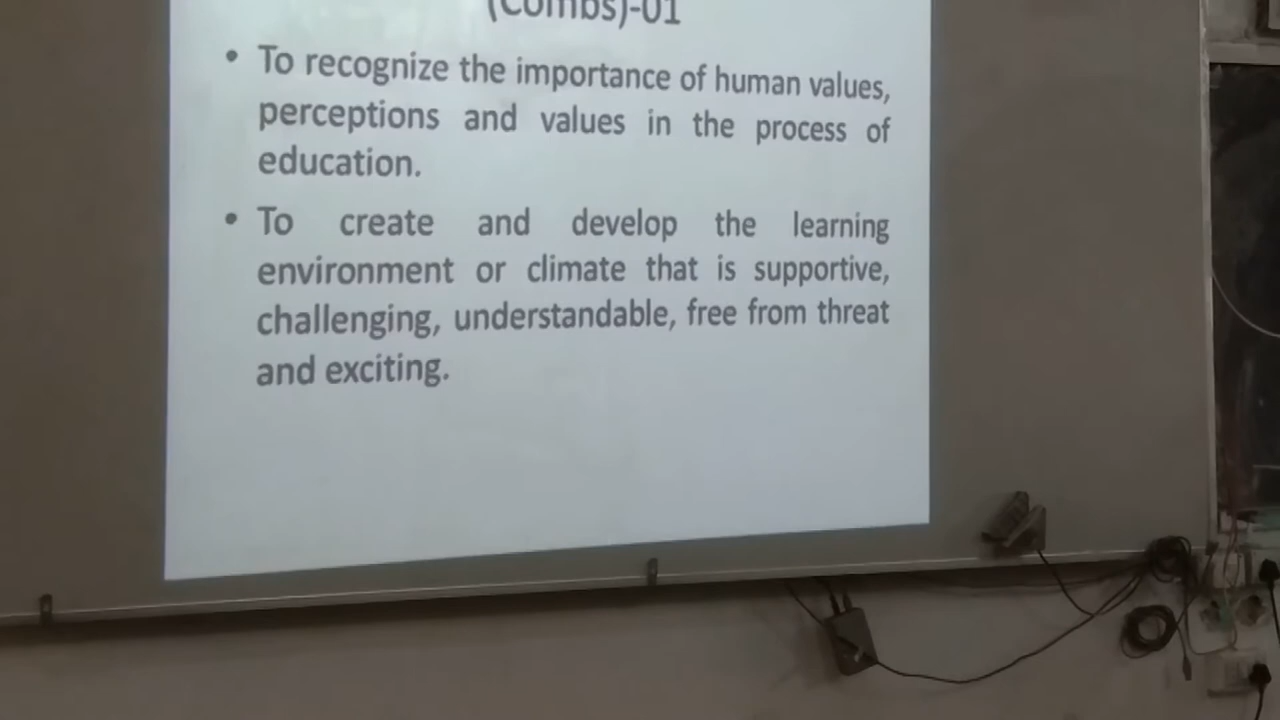 (Combs)-01
• To recognize the importance of human values,
perceptions and values in the process of
education.
• To create and develop the learning
environment or climate that is supportive,
challenging, understandable, free from threat
and exciting.